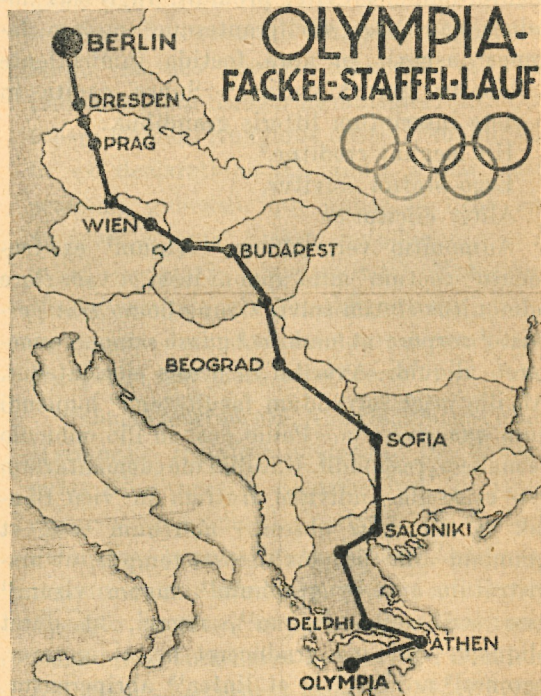 OLYMPIA-
FACKEL-STAFFEL-LAUF
BERLIN
DRESDEN
PRAG
WIEN
BUDAPEST
BEOGRAD
SOFIA
SALONIKI
DELPHI
ATHEN
OLYMPIA